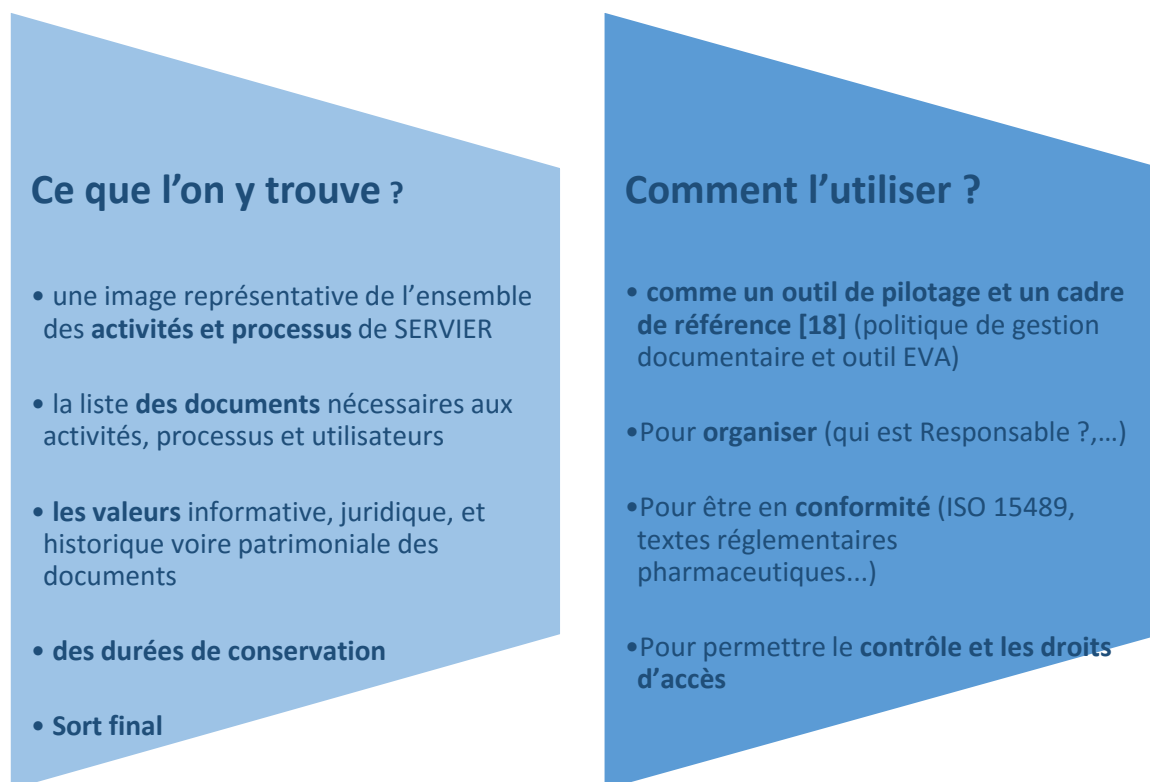 Ce que l’on y trouve ?
• une image représentative de l’ensemble
des activités et processus de SERVIER
• la liste des documents nécessaires aux
activités, processus et utilisateurs
• les valeurs informative, juridique, et
historique voire patrimoniale des
documents
• des durées de conservation
• Sort final
Comment l’utiliser ?
• comme un outil de pilotage et un cadre
de référence [18] (politique de gestion
documentaire et outil EVA)
•Pour organiser (qui est Responsable ?,…)
•Pour être en conformité (ISO 15489,
textes réglementaires
pharmaceutiques...)
•Pour permettre le contrôle et les droits
d’accès